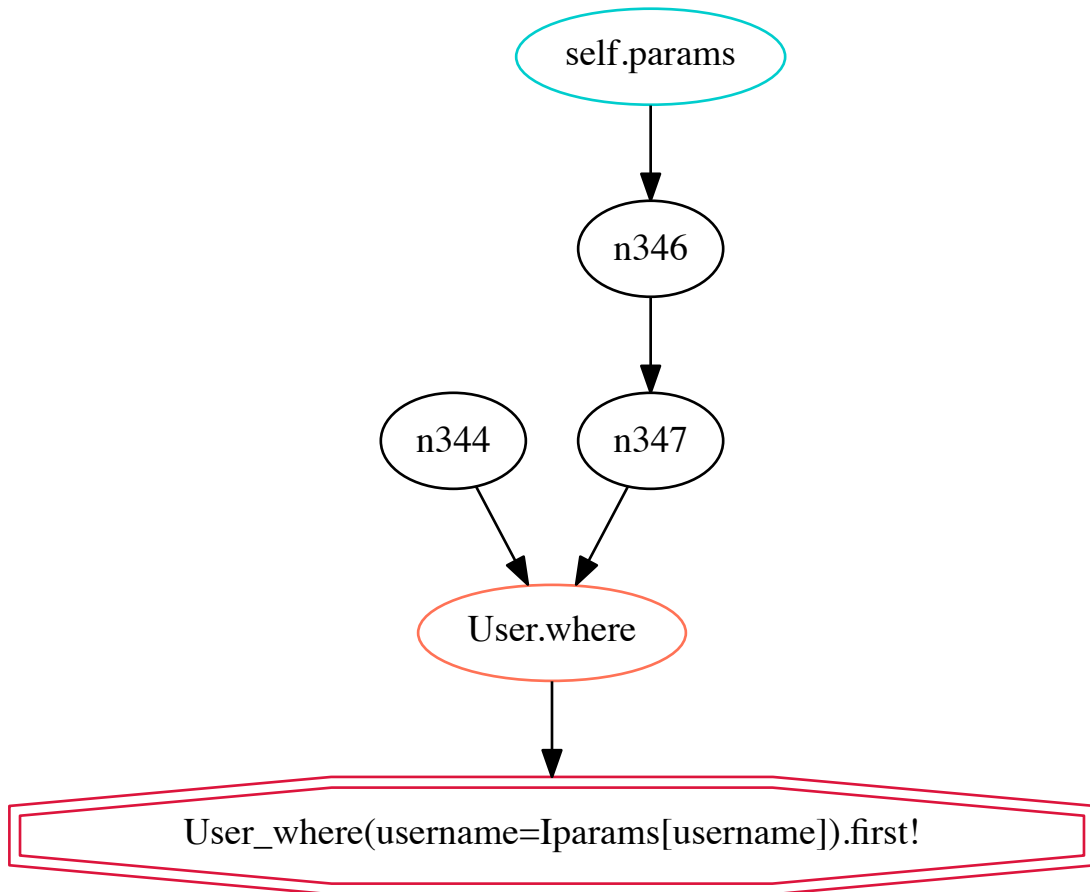 self.params
n346
n344
n347
User.where
User_where(username=Iparams[username]).first!